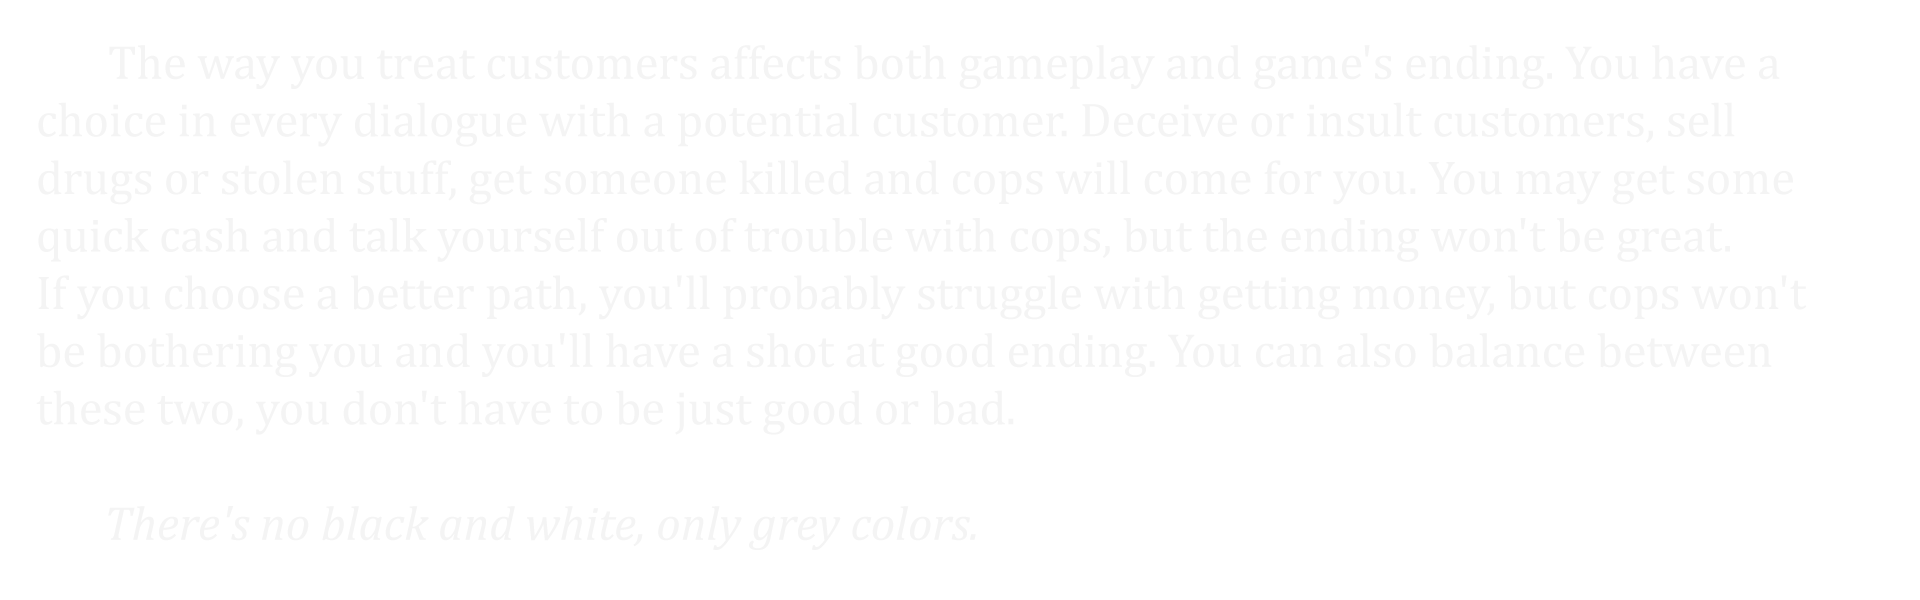 The way you treat customers affects both gameplay and game's ending. You have a
choice in every dialogue with a potential customer. Deceive or insult customers, sell
drugs or stolen stuff, get someone killed and cops will come for you. You may get some
quick cash and talk yourself out of trouble with cops, but the ending won't be great.
If you choose a better path, you'll probably struggle with getting money, but cops won't
be bothering you and you'll have a shot at good ending. You can also balance between
these two, you don't have to be just good or bad.
There's no black and white, only grey colors.